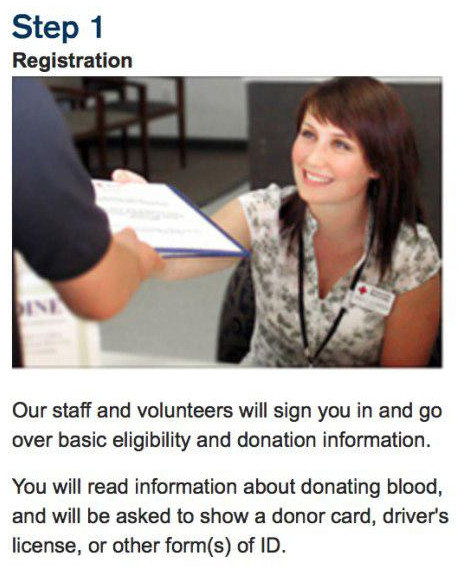 Step 1
Registration
DINE
Our staff and volunteers will sign you in and go
over basic eligibility and donation information.
You will read information about donating blood,
and will be asked to show a donor card, driver's
license, or other form(s) of ID.